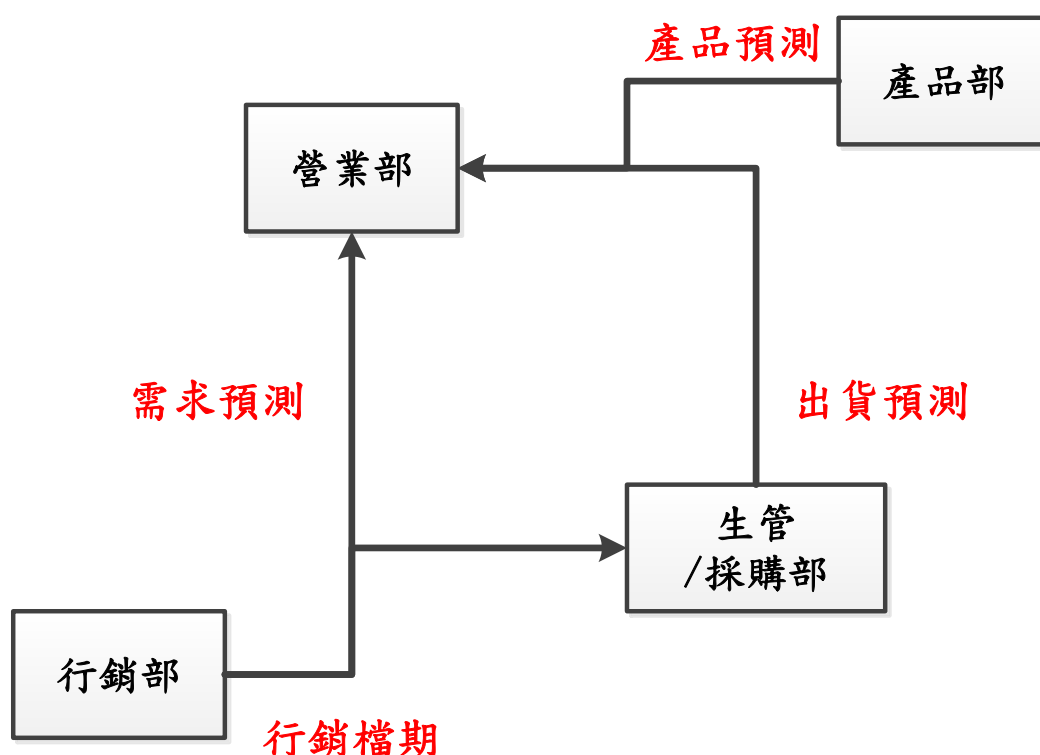 產品預測
產品部
營業部
需求預測
出貨預測
生管
/採購部
行銷部
行銷檔期